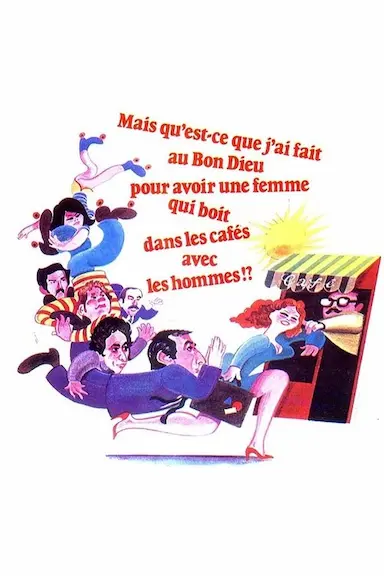 Mais qu'est-ce que j'ai fait
au Bon Dieu
pour avoir une femme
qui boit
dans les cafés
avec
les hommes!?
Café